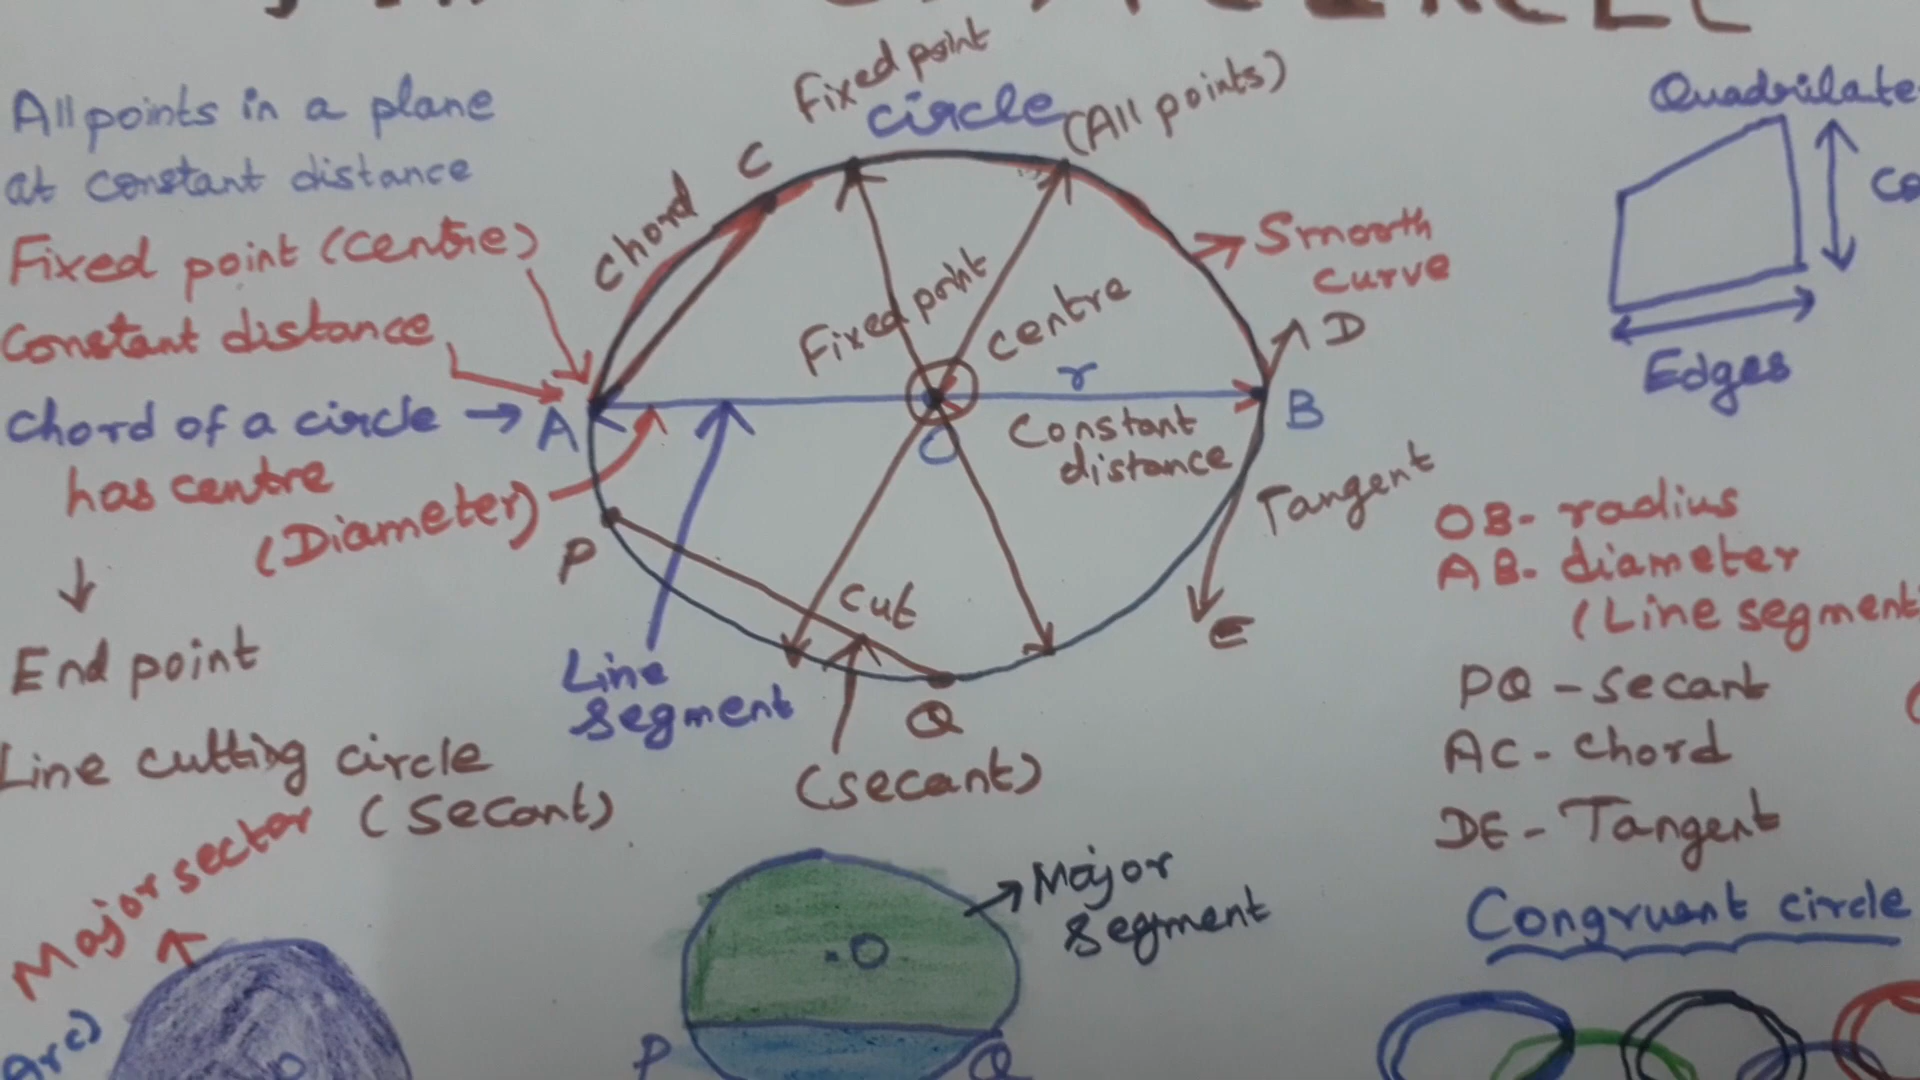 All points in a plane
at constant distance
Fixed point (centre)
Constant distance
Chord of a circle → A
has centre
(Diameter)
↓
End point
Line cutting circle
(Secant)
Fixed point
circle
(All points)
C
Chord
Smooth
curve
Fixed point
centre
r
D
B
O
Constant
distance
Tangent
E
P
cut
Line
segment
Q
(secant)
Edges
OB - radius
AB - diameter
(Line segment
PQ - Secant
AC - Chord
DE - Tangent
Congruent circle
Major sector
O
Major
segment
.O
P
Q